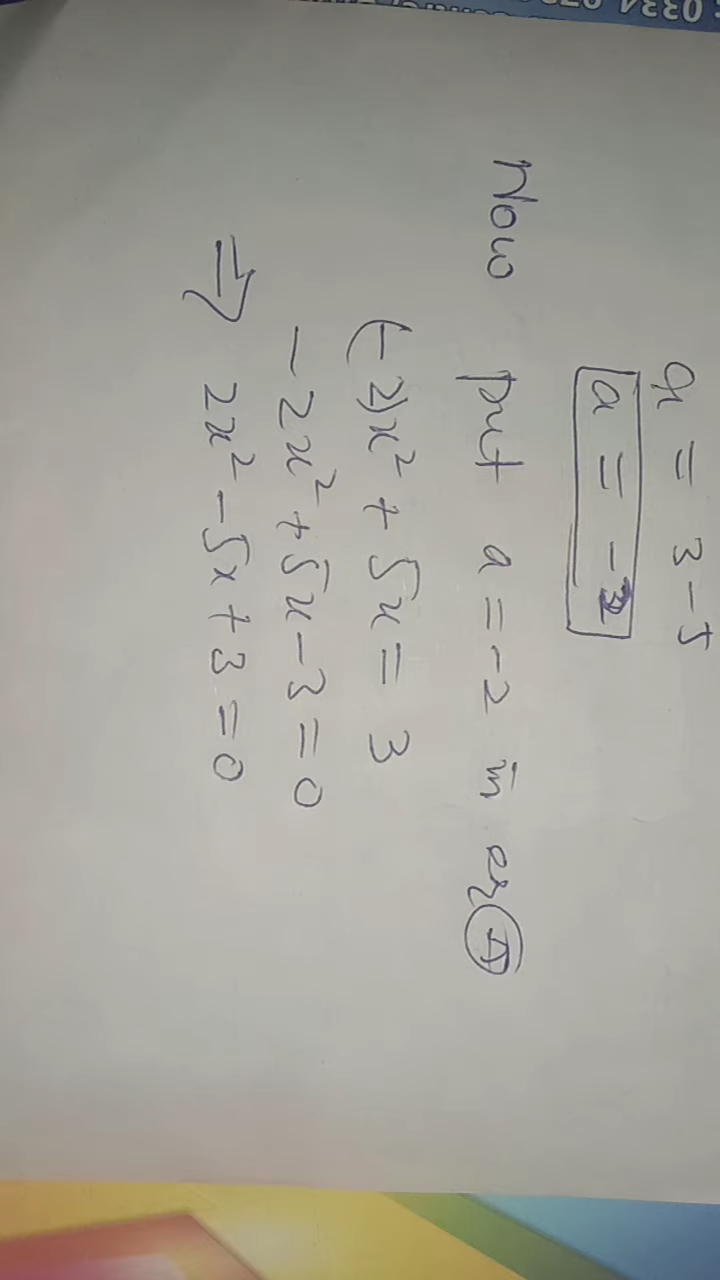 a = 3 - 5
a = -2
Now put a = -2 in eq (1)
(-2)x² + 5x = 3
-2x² + 5x - 3 = 0
⇒ 2x² - 5x + 3 = 0